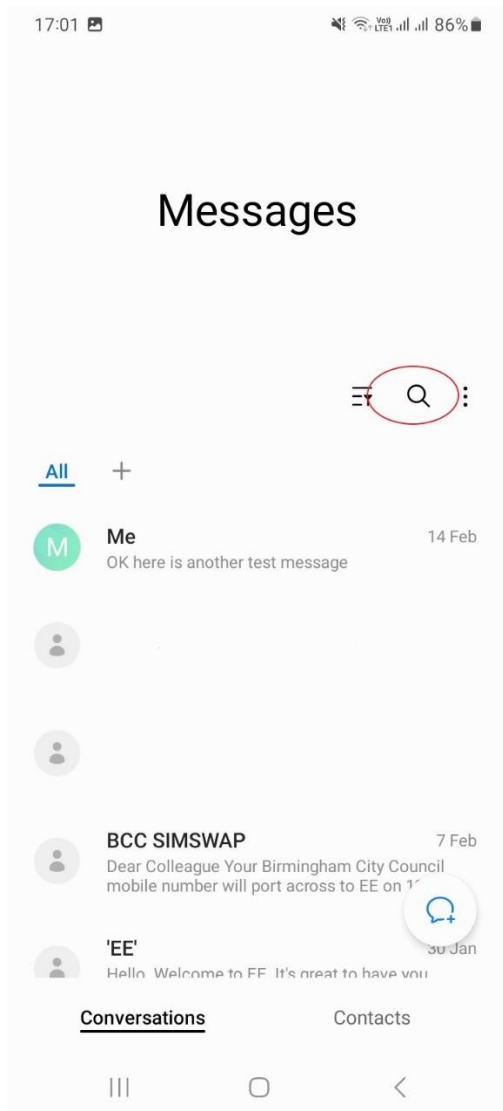 17:01 86%
Messages
All +
M Me 14 Feb
OK here is another test message
BCC SIMSWAP 7 Feb
Dear Colleague Your Birmingham City Council
mobile number will port across to EE on
'EE' 30 Jan
Hello. Welcome to EE. It's great to have you
Conversations Contacts